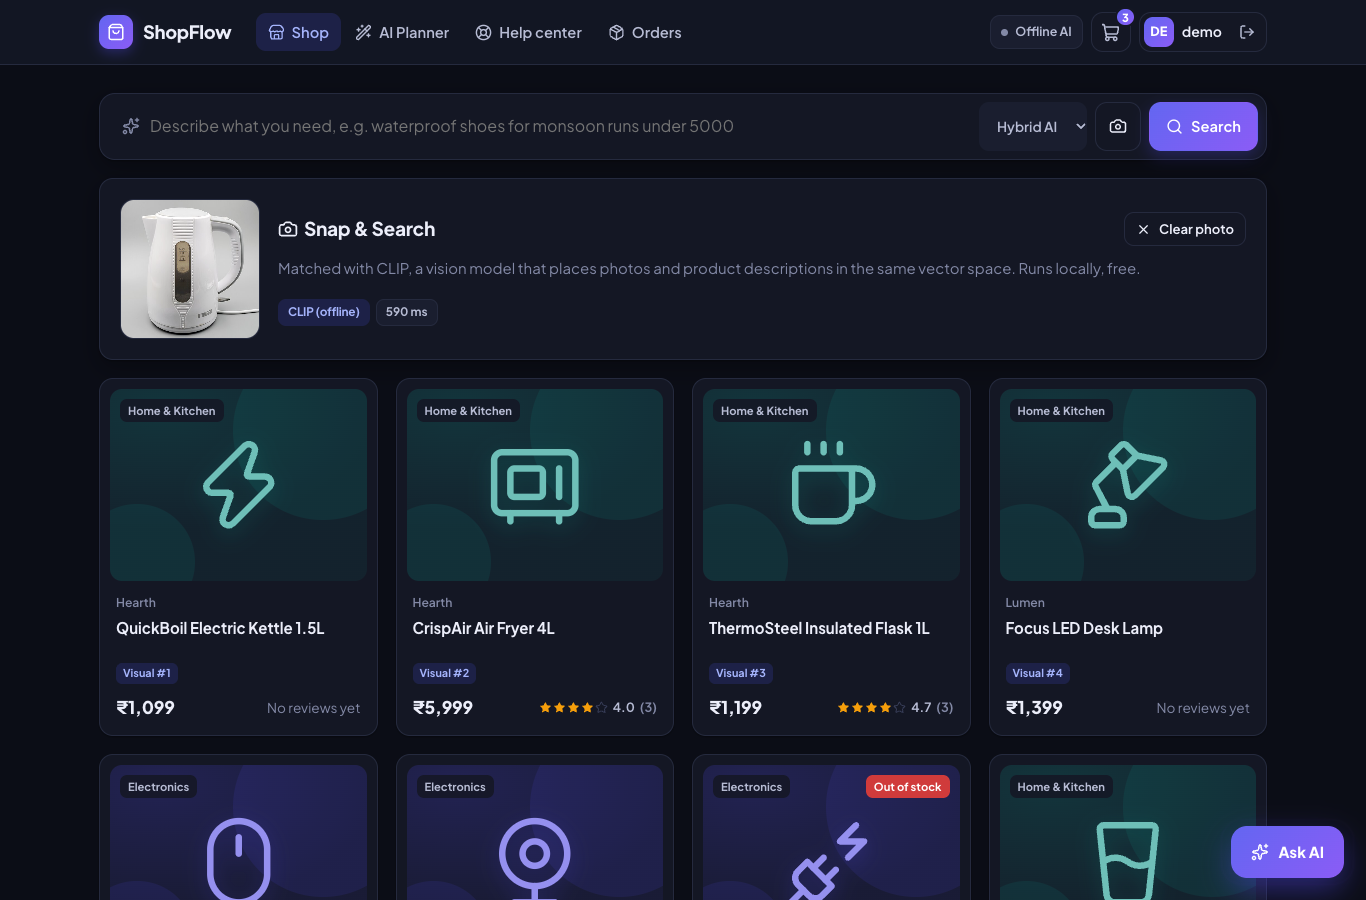 ShopFlow
Shop
AI Planner
Help center
Orders
Offline AI
3
DE
demo
Describe what you need, e.g. waterproof shoes for monsoon runs under 5000
Hybrid AI
Search
Snap & Search
Clear photo
Matched with CLIP, a vision model that places photos and product descriptions in the same vector space. Runs locally, free.
CLIP (offline)
590 ms
Home & Kitchen
Hearth
QuickBoil Electric Kettle 1.5L
Visual #1
₹1,099
No reviews yet
Home & Kitchen
Hearth
CrispAir Air Fryer 4L
Visual #2
₹5,999
4.0 (3)
Home & Kitchen
Hearth
ThermoSteel Insulated Flask 1L
Visual #3
₹1,199
4.7 (3)
Home & Kitchen
Lumen
Focus LED Desk Lamp
Visual #4
₹1,399
No reviews yet
Electronics
Electronics
Electronics
Out of stock
Home & Kitchen
Ask AI